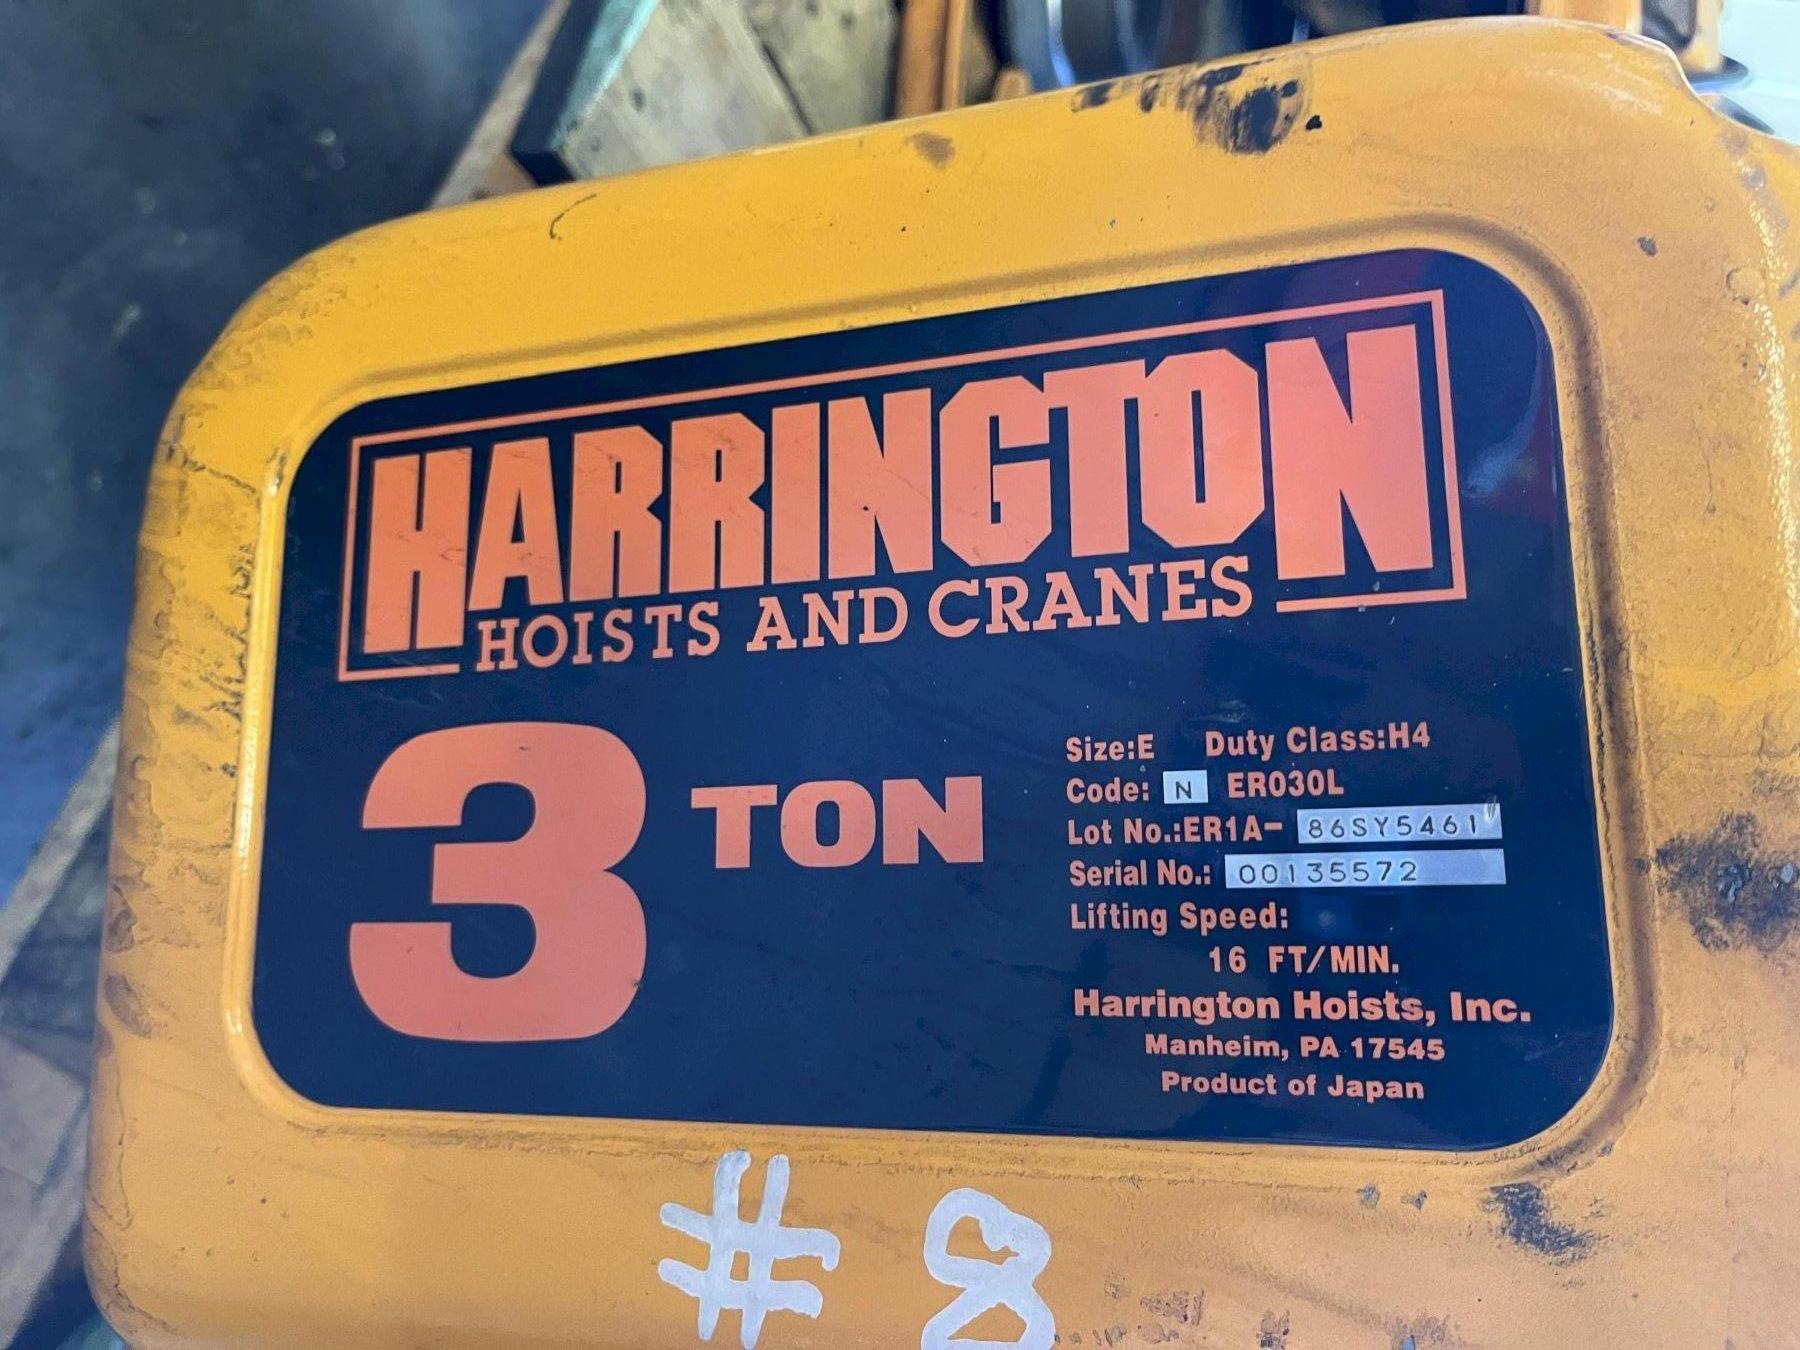 HARRINGTON
HOISTS AND CRANES
3 TON
Size:E Duty Class:H4
Code: N ER030L
Lot No.:ER1A- 86SY5461
Serial No.: 00135572
Lifting Speed:
16 FT/MIN.
Harrington Hoists, Inc.
Manheim, PA 17545
Product of Japan
# 8